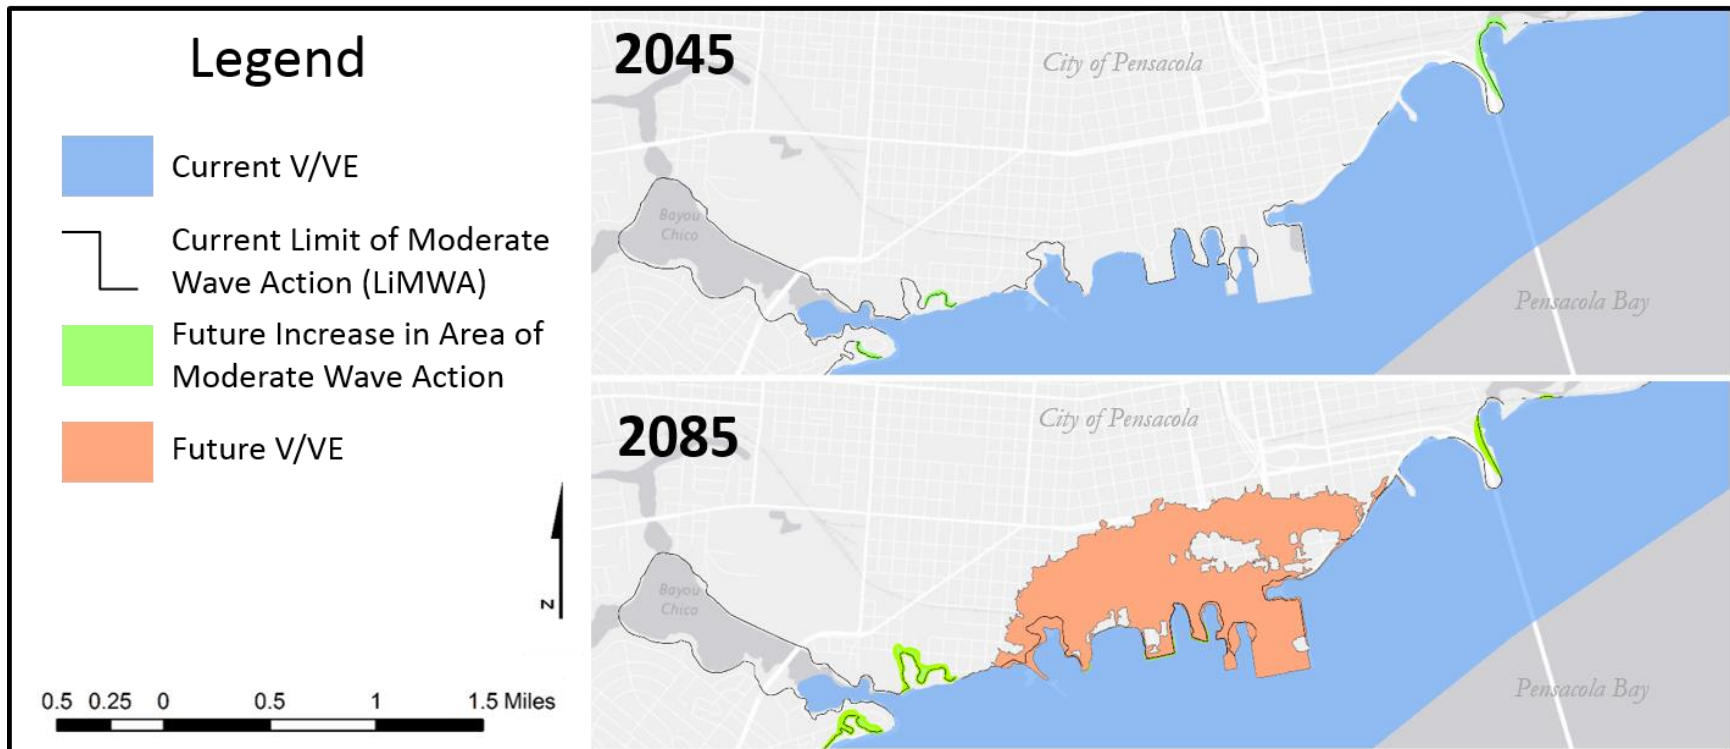 Legend
Current V/VE
Current Limit of Moderate
Wave Action (LiMWA)
Future Increase in Area of
Moderate Wave Action
Future V/VE
N
0.5 0.25 0 0.5 1 1.5 Miles
2045
City of Pensacola
Bayou
Chico
Pensacola Bay
2085
City of Pensacola
Bayou
Chico
Pensacola Bay